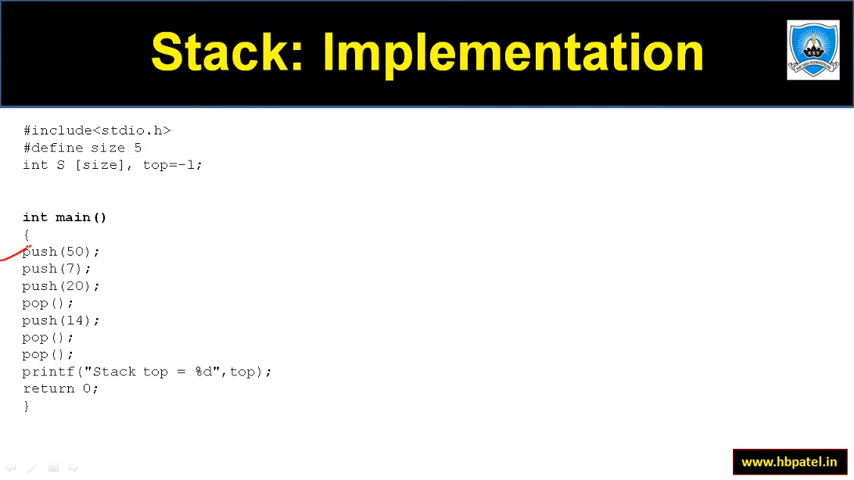 Stack: Implementation
#include<stdio.h>
#define size 5
int S [size], top=-1;
int main()
{
push(50);
push(7);
push(20);
pop();
push(14);
pop();
pop();
printf("Stack top = %d",top);
return 0;
}
www.hbpatel.in